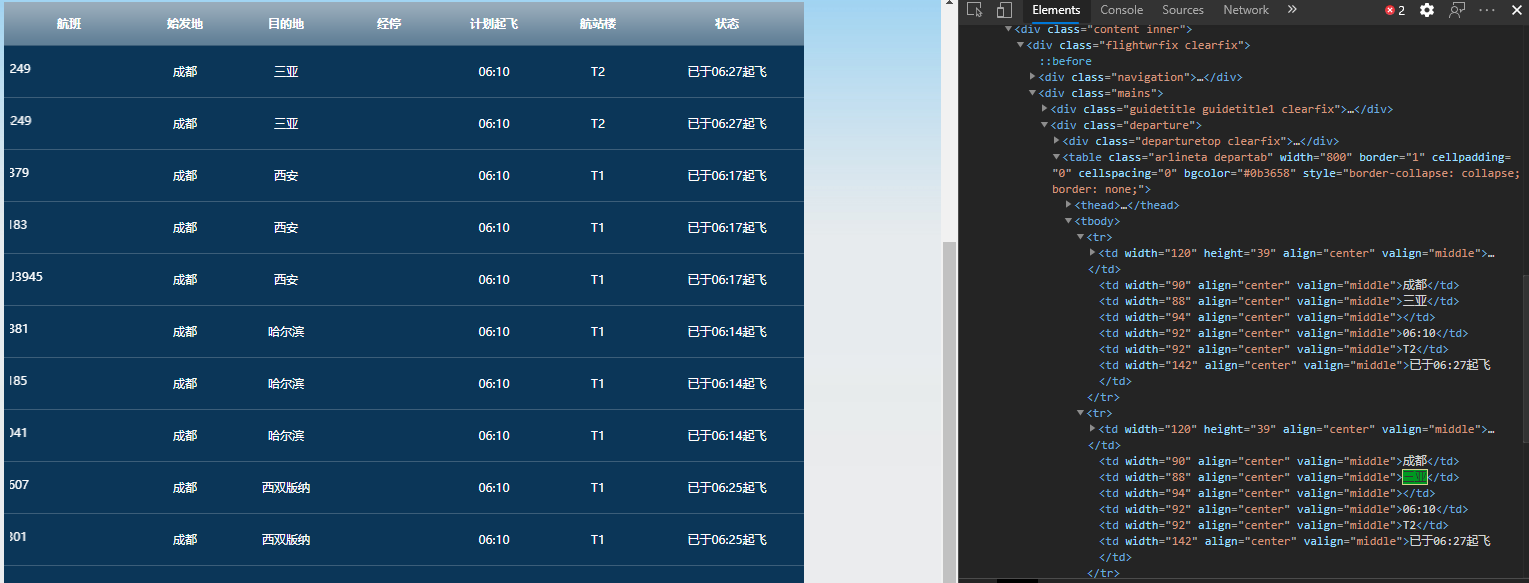 航班 始发地 目的地 经停 计划起飞 航站楼 状态
249 成都 三亚 06:10 T2 已于06:27起飞
249 成都 三亚 06:10 T2 已于06:27起飞
379 成都 西安 06:10 T1 已于06:17起飞
183 成都 西安 06:10 T1 已于06:17起飞
J3945 成都 西安 06:10 T1 已于06:17起飞
381 成都 哈尔滨 06:10 T1 已于06:14起飞
185 成都 哈尔滨 06:10 T1 已于06:14起飞
041 成都 哈尔滨 06:10 T1 已于06:14起飞
607 成都 西双版纳 06:10 T1 已于06:25起飞
301 成都 西双版纳 06:10 T1 已于06:25起飞
Elements Console Sources Network » 2 ··· 
<div class="content inner">
<div class="flightwrfix clearfix">
::before
<div class="navigation">…</div>
<div class="mains">
<div class="guidetitle guidetitle1 clearfix">…</div>
<div class="departure">
<div class="departuretop clearfix">…</div>
<table class="arlineta departab" width="800" border="1" cellpadding=
"0" cellspacing="0" bgcolor="#0b3658" style="border-collapse: collapse;
border: none;">
<thead>…</thead>
<tbody>
<tr>
<td width="120" height="39" align="center" valign="middle">…
</td>
<td width="90" align="center" valign="middle">成都</td>
<td width="88" align="center" valign="middle">三亚</td>
<td width="94" align="center" valign="middle"></td>
<td width="92" align="center" valign="middle">06:10</td>
<td width="92" align="center" valign="middle">T2</td>
<td width="142" align="center" valign="middle">已于06:27起飞
</td>
</tr>
<tr>
<td width="120" height="39" align="center" valign="middle">…
</td>
<td width="90" align="center" valign="middle">成都</td>
<td width="88" align="center" valign="middle">三亚</td>
<td width="94" align="center" valign="middle"></td>
<td width="92" align="center" valign="middle">06:10</td>
<td width="92" align="center" valign="middle">T2</td>
<td width="142" align="center" valign="middle">已于06:27起飞
</td>
</tr>